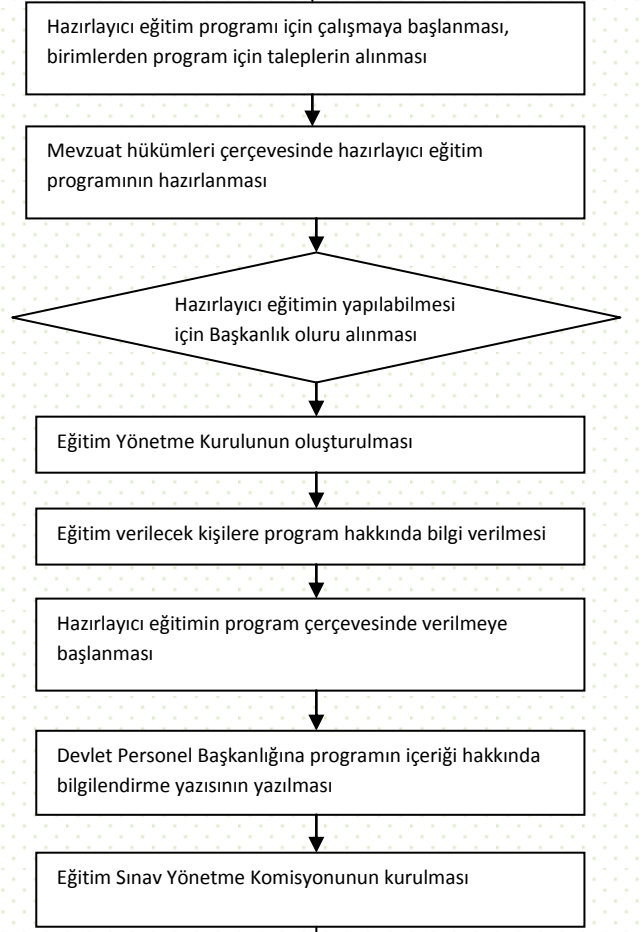 Hazırlayıcı eğitim programı için çalışmaya başlanması,
birimlerden program için taleplerin alınması
Mevzuat hükümleri çerçevesinde hazırlayıcı eğitim
programının hazırlanması
Hazırlayıcı eğitimin yapılabilmesi
için Başkanlık oluru alınması
Eğitim Yönetme Kurulunun oluşturulması
Eğitim verilecek kişilere program hakkında bilgi verilmesi
Hazırlayıcı eğitimin program çerçevesinde verilmeye
başlanması
Devlet Personel Başkanlığına programın içeriği hakkında
bilgilendirme yazısının yazılması
Eğitim Sınav Yönetme Komisyonunun kurulması